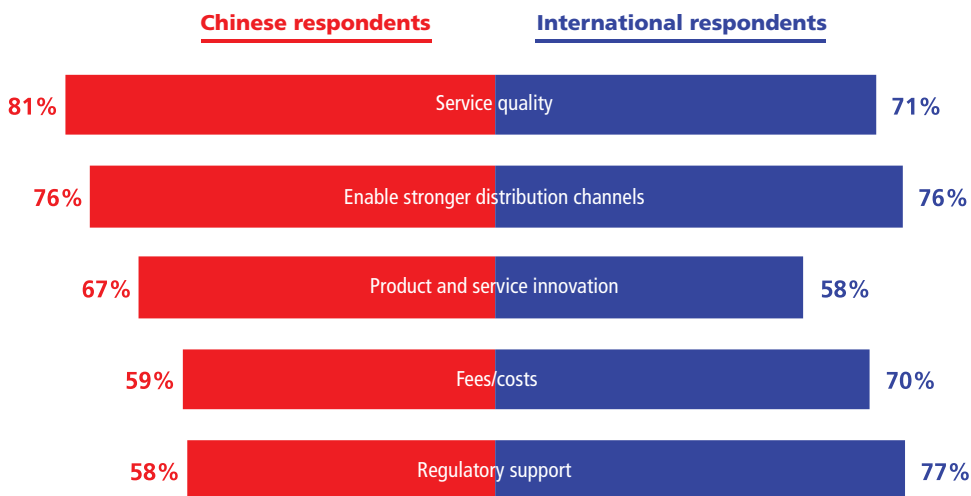 Chinese respondents International respondents
81% Service quality 71%
76% Enable stronger distribution channels 76%
67% Product and service innovation 58%
59% Fees/costs 70%
58% Regulatory support 77%